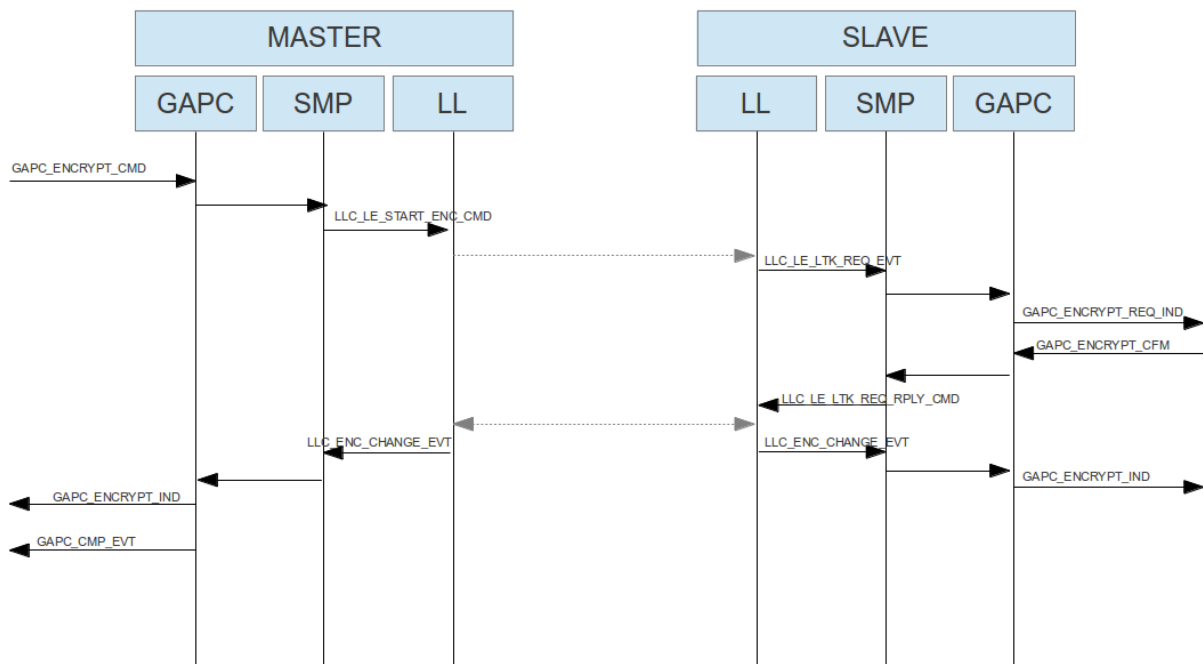 MASTER
SLAVE
GAPC
SMP
LL
LL
SMP
GAPC
GAPC_ENCRYPT_CMD
LLC_LE_START_ENC_CMD
LLC_LE_LTK_REQ_EVT
GAPC_ENCRYPT_REQ_IND
GAPC_ENCRYPT_CFM
LLC_LE_LTK_REQ_RPLY_CMD
LLC_ENC_CHANGE_EVT
LLC_ENC_CHANGE_EVT
GAPC_ENCRYPT_IND
GAPC_ENCRYPT_IND
GAPC_CMP_EVT